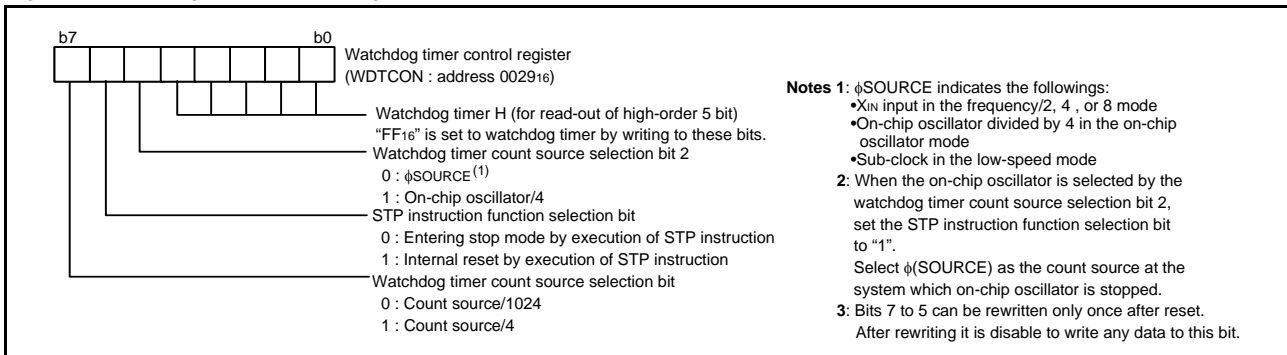 b7 b0
Watchdog timer control register
(WDTCON : address 002916)
Watchdog timer H (for read-out of high-order 5 bit)
“FF16” is set to watchdog timer by writing to these bits.
Watchdog timer count source selection bit 2
0 : ϕSOURCE(1)
1 : On-chip oscillator/4
STP instruction function selection bit
0 : Entering stop mode by execution of STP instruction
1 : Internal reset by execution of STP instruction
Watchdog timer count source selection bit
0 : Count source/1024
1 : Count source/4
Notes 1: ϕSOURCE indicates the followings:
•XIN input in the frequency/2, 4 , or 8 mode
•On-chip oscillator divided by 4 in the on-chip
oscillator mode
•Sub-clock in the low-speed mode
2: When the on-chip oscillator is selected by the
watchdog timer count source selection bit 2,
set the STP instruction function selection bit
to “1”.
Select ϕ(SOURCE) as the count source at the
system which on-chip oscillator is stopped.
3: Bits 7 to 5 can be rewritten only once after reset.
After rewriting it is disable to write any data to this bit.